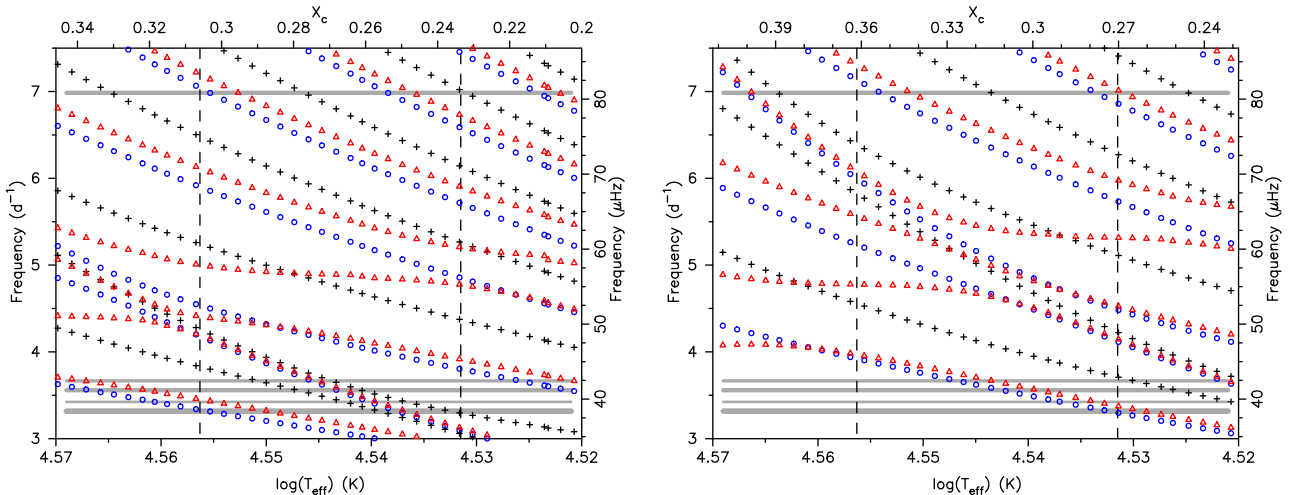 X_c X_c
0.34 0.32 0.3 0.28 0.26 0.24 0.22 0.2 0.39 0.36 0.33 0.3 0.27 0.24
7 80 7 80
6 70 6 70
5 60 5 60
4 50 4 50
3 40 3 40
Frequency (d⁻¹) Frequency (μHz) Frequency (d⁻¹) Frequency (μHz)
4.57 4.56 4.55 4.54 4.53 4.52 4.57 4.56 4.55 4.54 4.53 4.52
log(T_eff) (K) log(T_eff) (K)